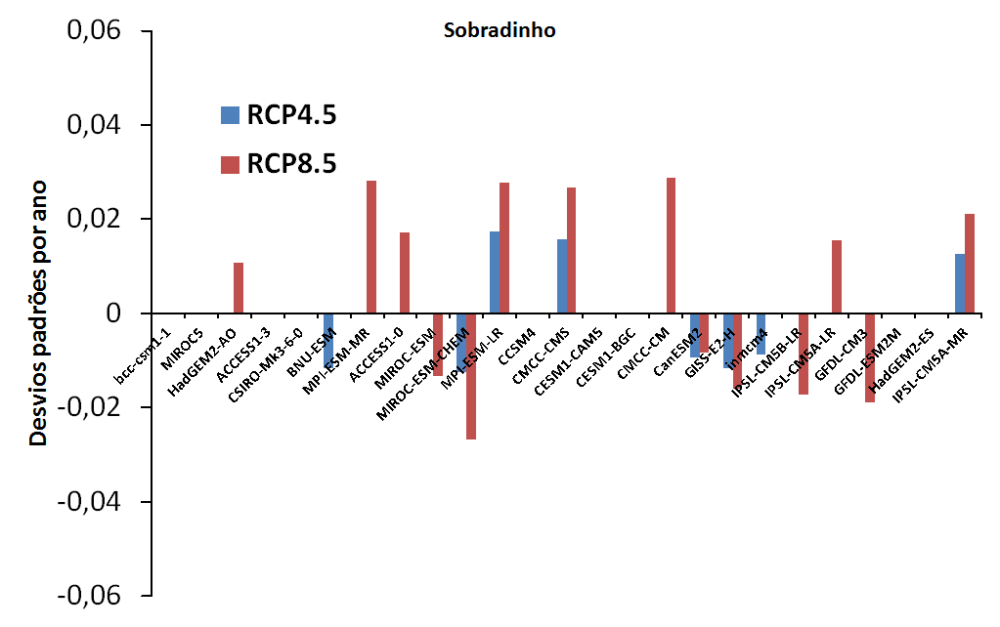 Sobradinho
RCP4.5
RCP8.5
Desvios padrões por ano
0,06
0,04
0,02
0
-0,02
-0,04
-0,06
bcc-csm1-1
MIROC5
HadGEM2-AO
ACCESS1-3
CSIRO-Mk3-6-0
BNU-ESM
MPI-ESM-MR
ACCESS1-0
MIROC-ESM
MIROC-ESM-CHEM
MPI-ESM-LR
CCSM4
CMCC-CMS
CESM1-CAM5
CESM1-BGC
CMCC-CM
CanESM2
GISS-E2-H
inmcm4
IPSL-CM5B-LR
IPSL-CM5A-LR
GFDL-CM3
GFDL-ESM2M
HadGEM2-ES
IPSL-CM5A-MR